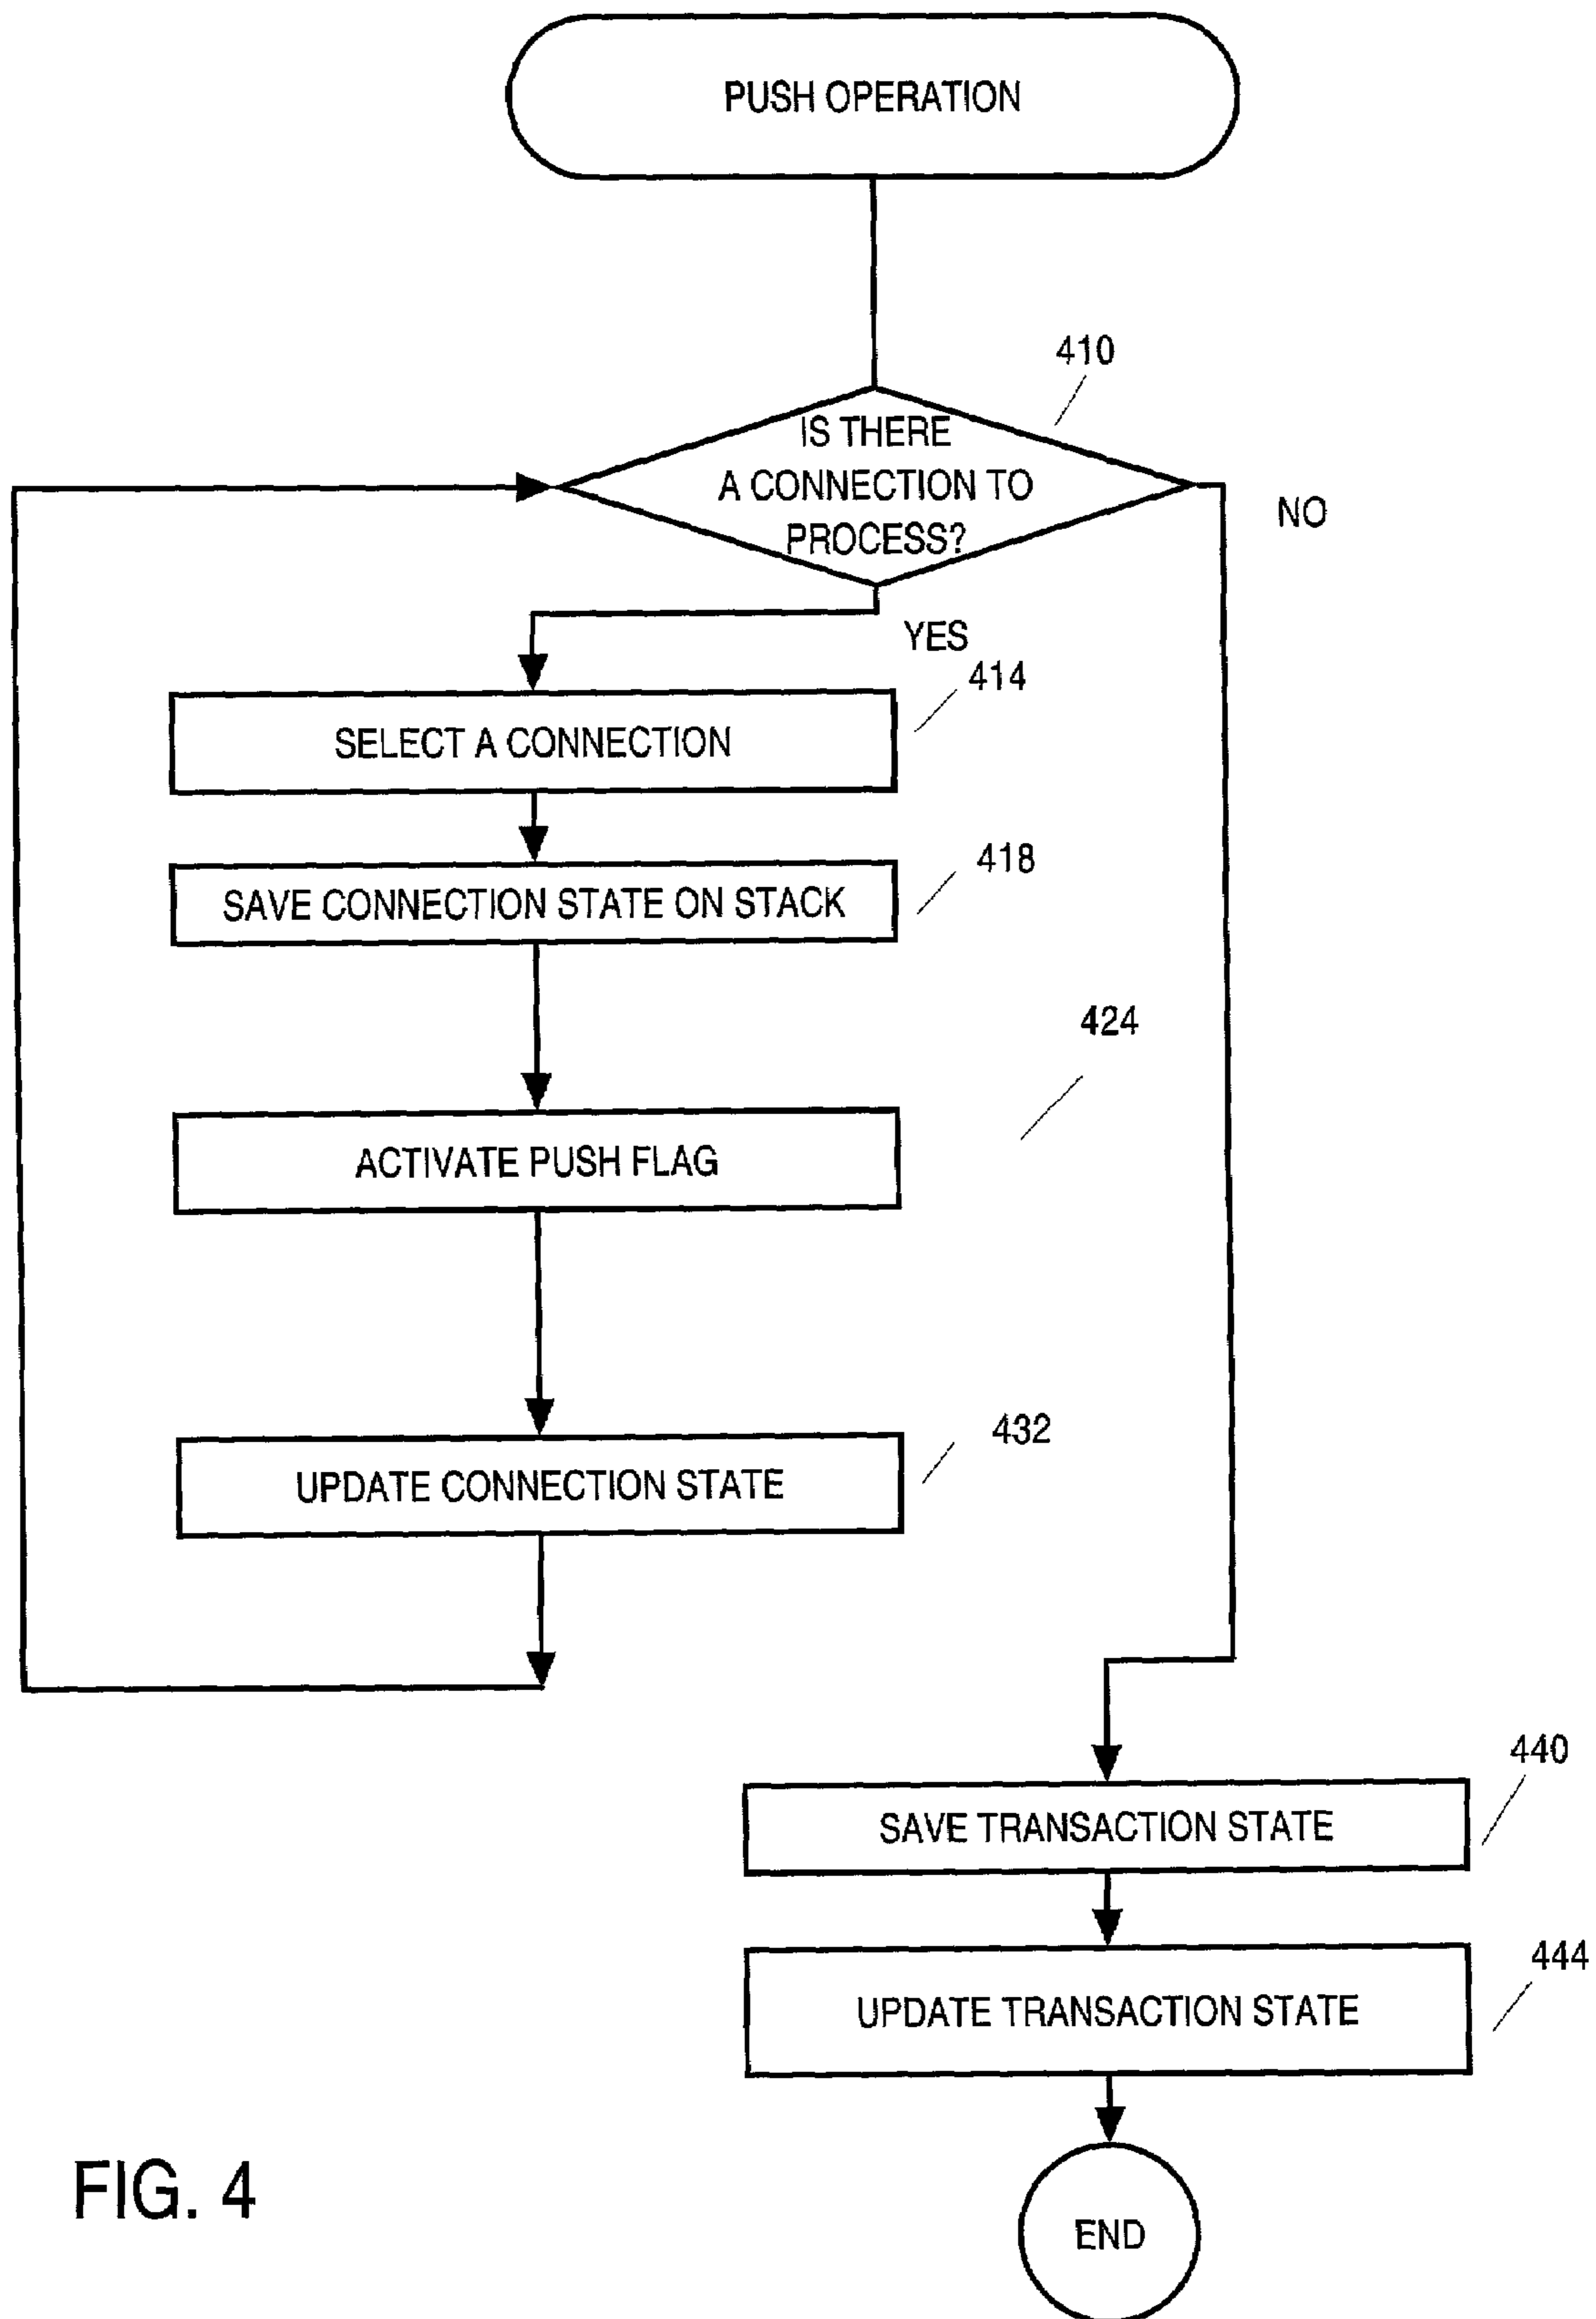 PUSH OPERATION
410
IS THERE
A CONNECTION TO
PROCESS?
NO
YES
414
SELECT A CONNECTION
418
SAVE CONNECTION STATE ON STACK
424
ACTIVATE PUSH FLAG
432
UPDATE CONNECTION STATE
440
SAVE TRANSACTION STATE
444
UPDATE TRANSACTION STATE
FIG. 4
END